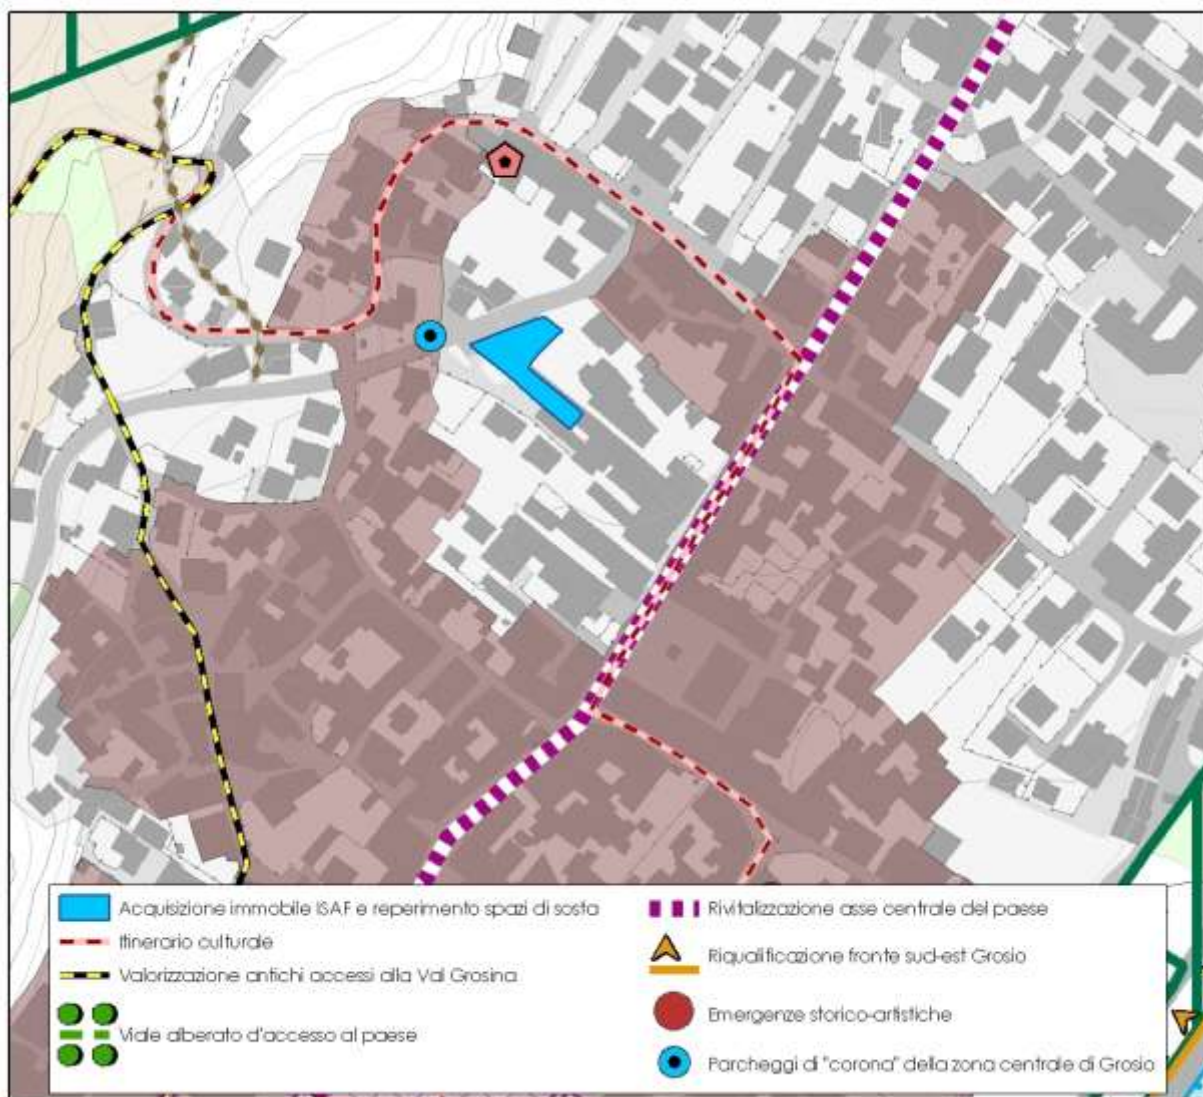 Acquisizione immobile ISAF e reperimento spazi di sosta
Itinerario culturale
Valorizzazione antichi accessi alla Val Grosina
Viale alberato d'accesso al paese
Rivitalizzazione asse centrale del paese
Riqualificazione fronte sud-est Grosio
Emergenze storico-artistiche
Parcheggi di "corona" della zona centrale di Grosio